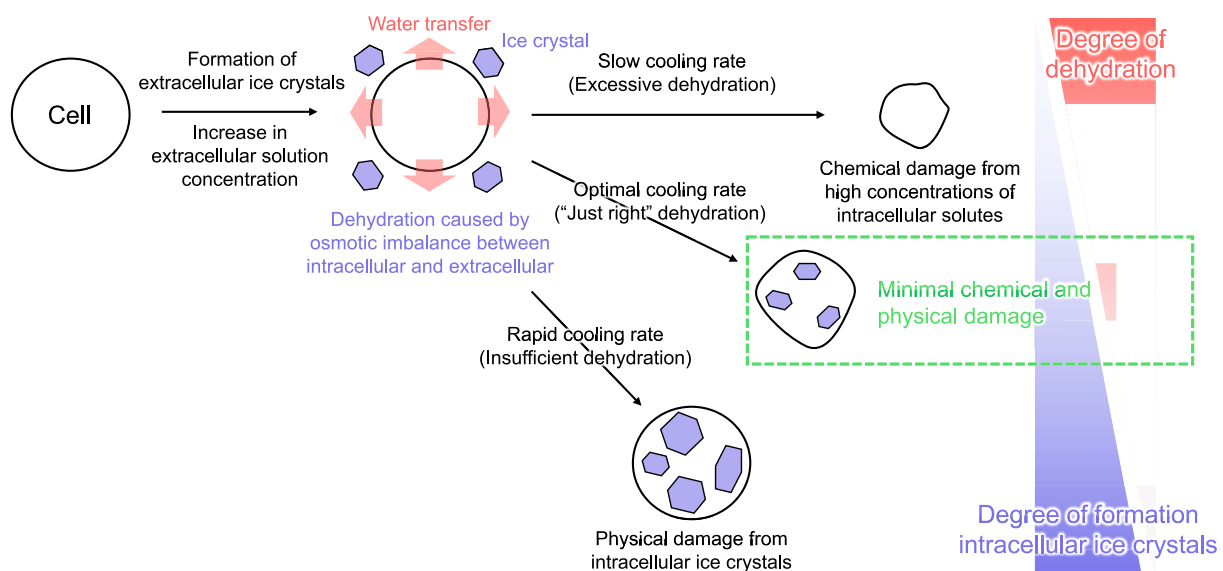 Cell
Formation of
extracellular ice crystals
Increase in
extracellular solution
concentration
Water transfer
Ice crystal
Dehydration caused by
osmotic imbalance between
intracellular and extracellular
Slow cooling rate
(Excessive dehydration)
Chemical damage from
high concentrations of
intracellular solutes
Optimal cooling rate
(“Just right” dehydration)
Minimal chemical and
physical damage
Rapid cooling rate
(Insufficient dehydration)
Physical damage from
intracellular ice crystals
Degree of
dehydration
Degree of formation
intracellular ice crystals